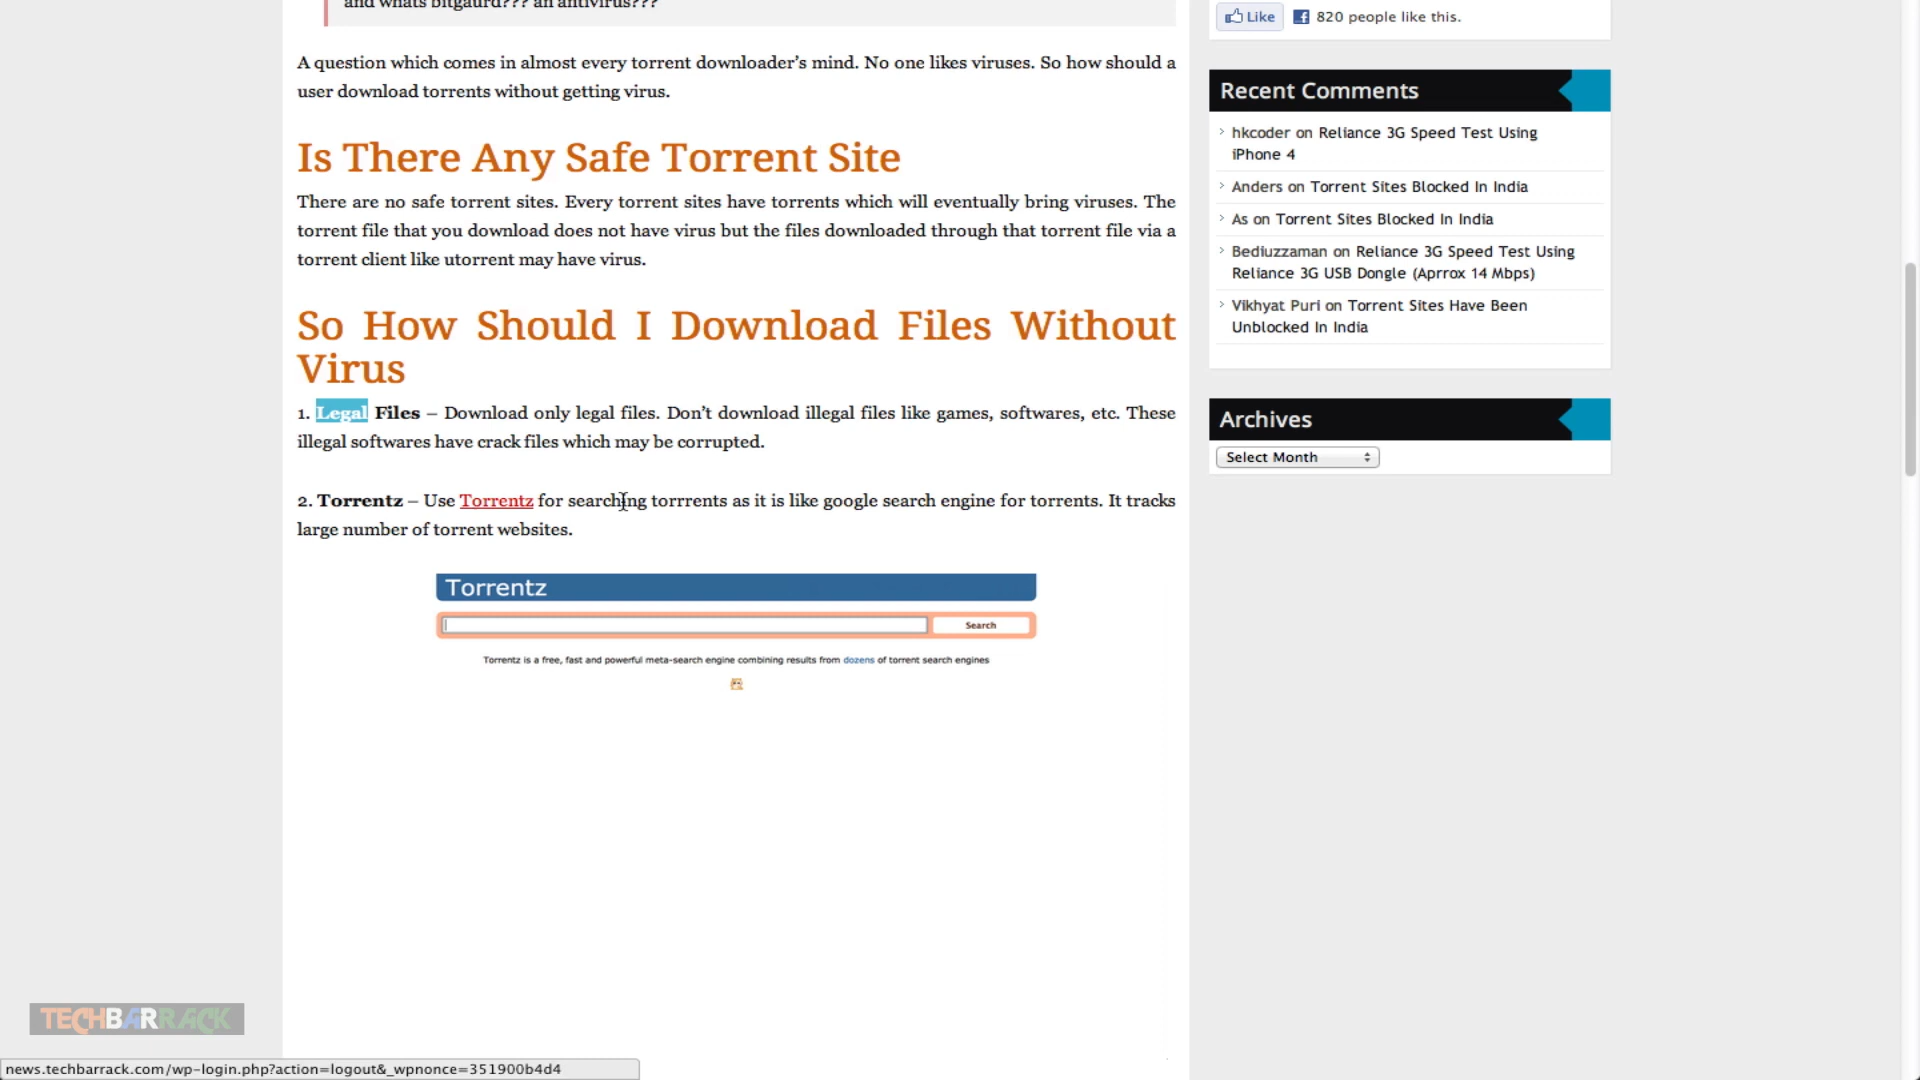 and whats bitgaurd??? an antivirus???
A question which comes in almost every torrent downloader's mind. No one likes viruses. So how should a
user download torrents without getting virus.
Is There Any Safe Torrent Site
There are no safe torrent sites. Every torrent sites have torrents which will eventually bring viruses. The
torrent file that you download does not have virus but the files downloaded through that torrent file via a
torrent client like utorrent may have virus.
So How Should I Download Files Without
Virus
1. Legal Files – Download only legal files. Don't download illegal files like games, softwares, etc. These
illegal softwares have crack files which may be corrupted.
2. Torrentz – Use Torrentz for searching torrrents as it is like google search engine for torrents. It tracks
large number of torrent websites.
Torrentz
Search
Torrentz is a free, fast and powerful meta-search engine combining results from dozens of torrent search engines
Like 820 people like this.
Recent Comments
hkcoder on Reliance 3G Speed Test Using
iPhone 4
Anders on Torrent Sites Blocked In India
As on Torrent Sites Blocked In India
Bediuzzaman on Reliance 3G Speed Test Using
Reliance 3G USB Dongle (Aprrox 14 Mbps)
Vikhyat Puri on Torrent Sites Have Been
Unblocked In India
Archives
Select Month
TECHBARRACK
news.techbarrack.com/wp-login.php?action=logout&_wpnonce=351900b4d4